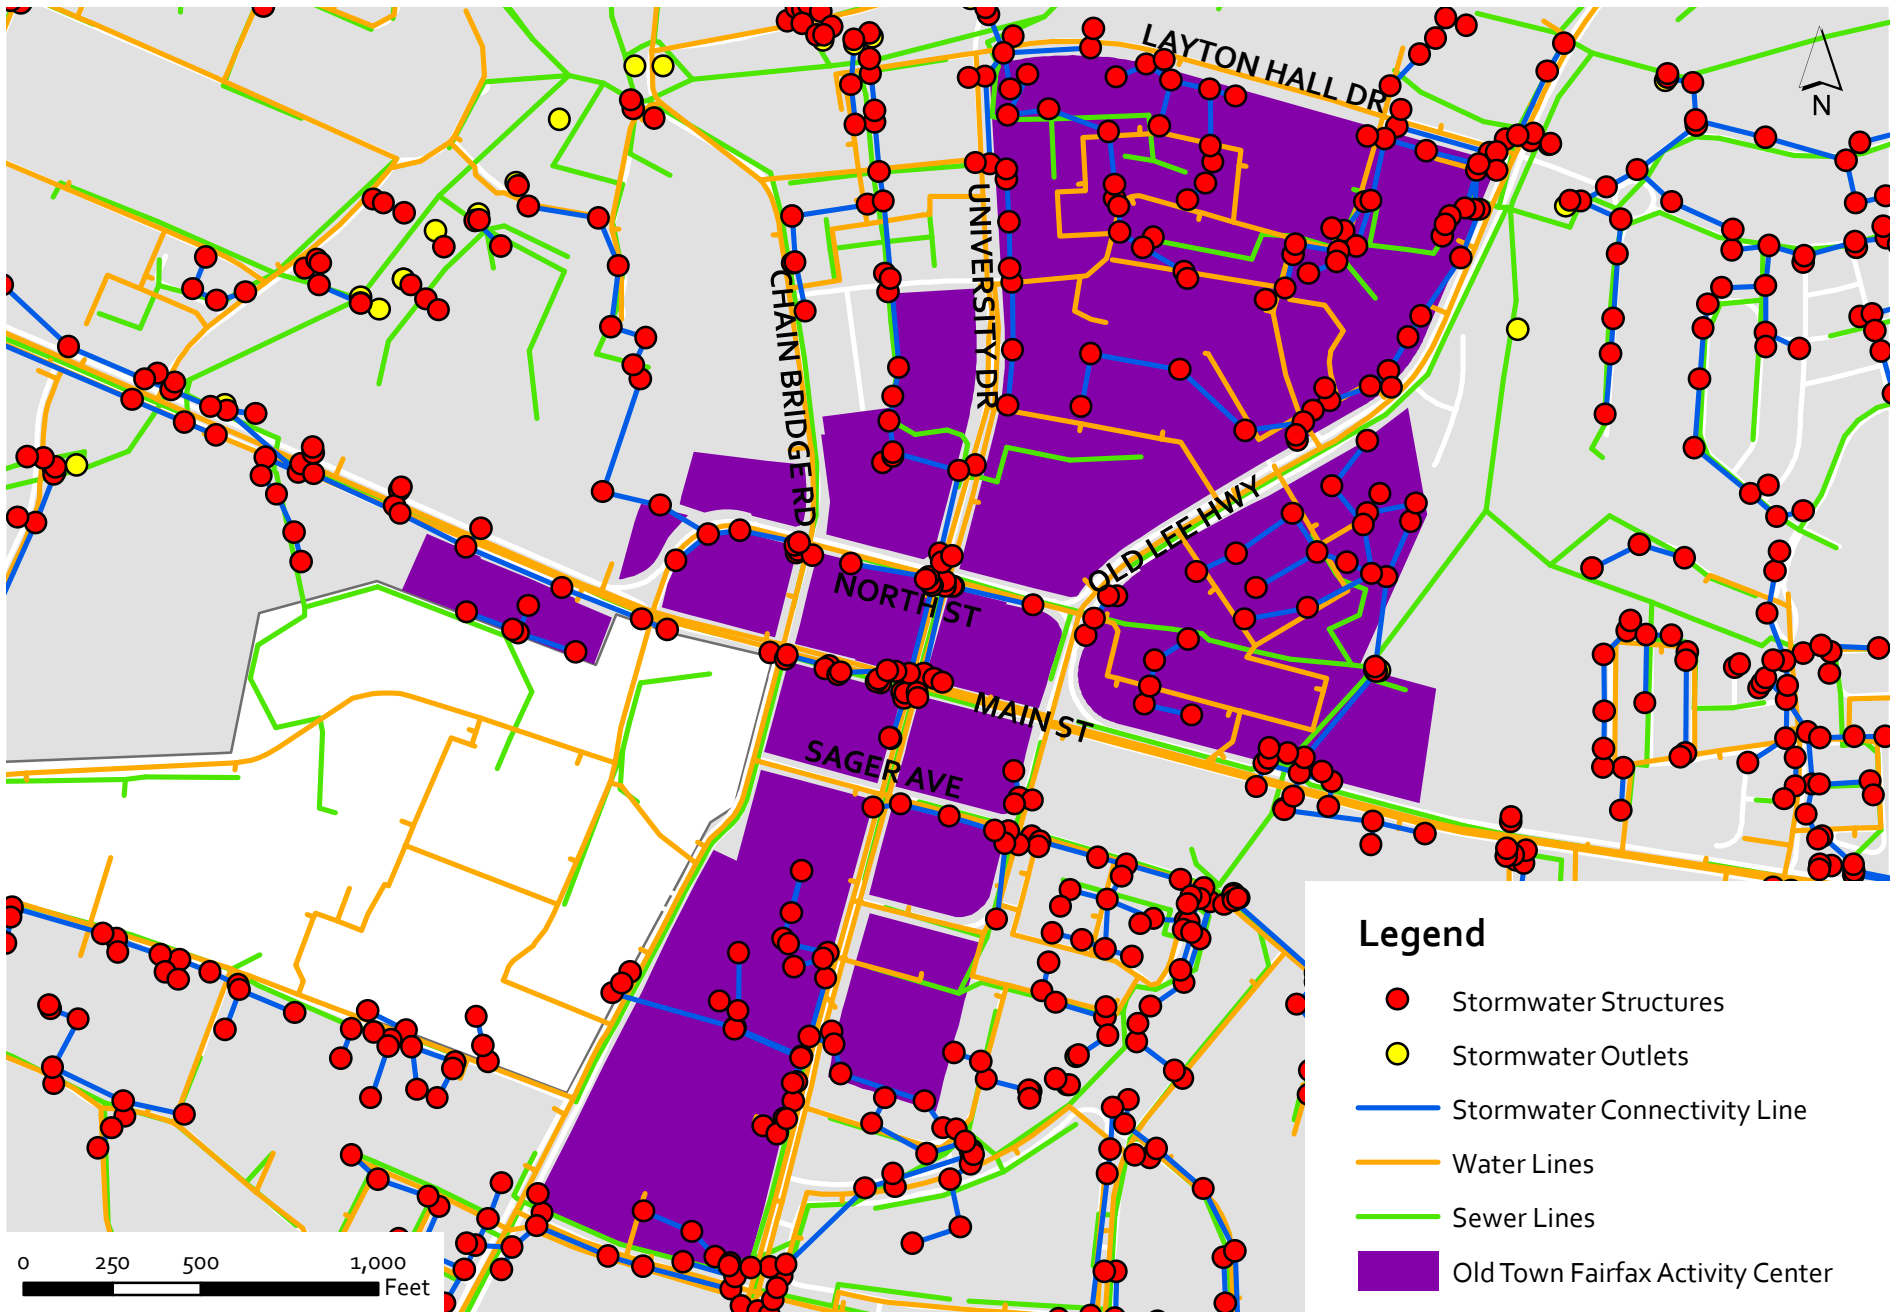 LAYTON HALL DR
N
UNIVERSITY DR
CHAIN BRIDGE RD
OLD LEE HWY
NORTH ST
MAIN ST
SAGER AVE
Legend
Stormwater Structures
Stormwater Outlets
Stormwater Connectivity Line
Water Lines
Sewer Lines
Old Town Fairfax Activity Center
0 250 500 1,000
Feet